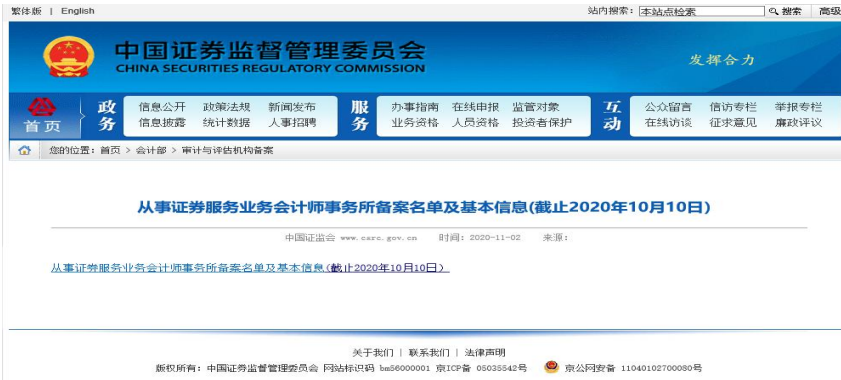 繁体版 | English 站内搜索: 本站点检索 搜索 高级
中国证券监督管理委员会
CHINA SECURITIES REGULATORY COMMISSION
发挥合力
首页 政务 信息公开 政策法规 新闻发布 服务 办事指南 在线申报 监管对象 互动 公众留言 信访专栏 举报专栏
信息披露 统计数据 人事招聘 业务资格 人员资格 投资者保护 在线访谈 征求意见 廉政评议
您的位置：首页 > 会计部 > 审计与评估机构备案
从事证券服务业务会计师事务所备案名单及基本信息(截止2020年10月10日)
中国证监会 www.csrc.gov.cn 时间：2020-11-02 来源：
从事证券服务业务会计师事务所备案名单及基本信息(截止2020年10月10日)
关于我们 | 联系我们 | 法律声明
版权所有：中国证券监督管理委员会 网站标识码 bm56000001 京ICP备 05035542号 京公网安备 11040102700080号